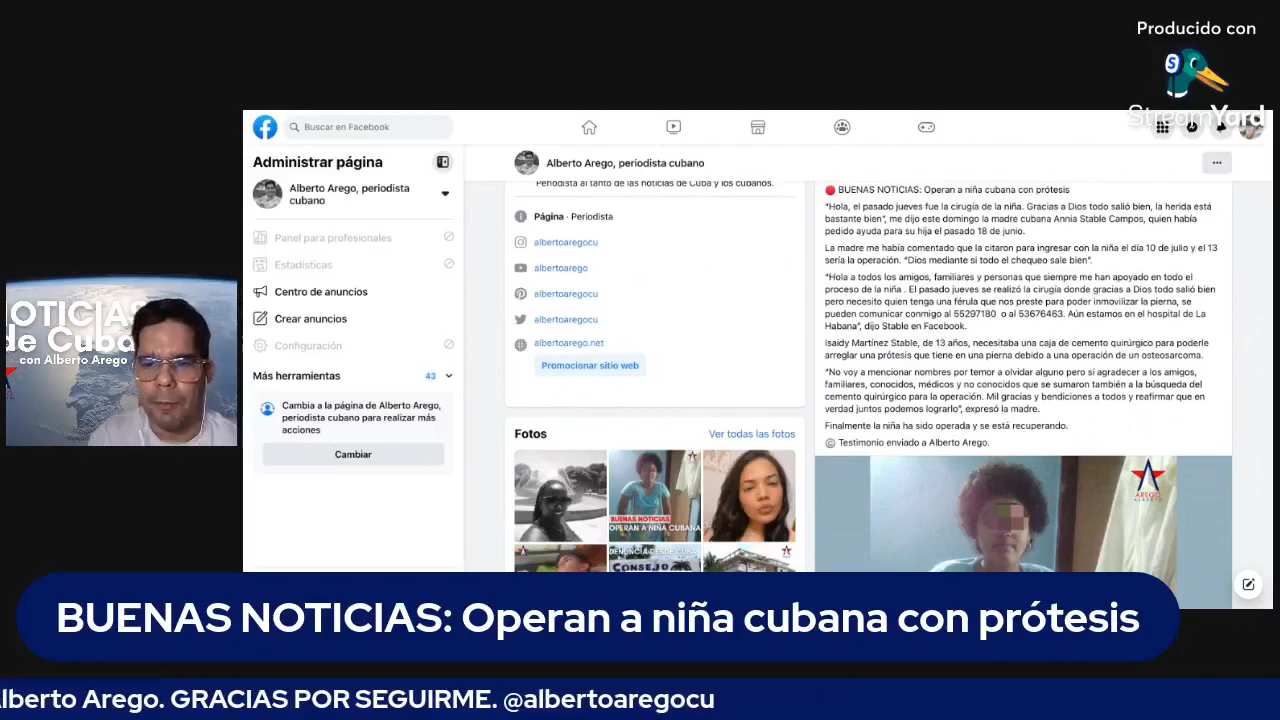 Producido con
StreamYard
Buscar en Facebook
Administrar página
Alberto Arego, periodista
cubano
Panel para profesionales
Estadísticas
Centro de anuncios
Crear anuncios
Configuración
Más herramientas
43
Cambia a la página de Alberto Arego,
periodista cubano para realizar más
acciones
Cambiar
Alberto Arego, periodista cubano
Periodista al tanto de las noticias de Cuba y los cubanos.
Página · Periodista
albertoaregocu
albertoarego
albertoaregocu
albertoaregocu
albertoarego.net
Promocionar sitio web
Fotos
Ver todas las fotos
BUENAS NOTICIAS
OPERAN A NIÑA CUBANA
DENUNCIA DESDE CUBA
CONSEJO
BUENAS NOTICIAS: Operan a niña cubana con prótesis
“Hola, el pasado jueves fue la cirugía de la niña. Gracias a Dios todo salió bien, la herida está
bastante bien”, me dijo este domingo la madre cubana Annia Stable Campos, quien había
pedido ayuda para su hija el pasado 18 de junio.
La madre me había comentado que la citaron para ingresar con la niña el día 10 de julio y el 13
sería la operación. “Dios mediante si todo el chequeo sale bien”.
“Hola a todos los amigos, familiares y personas que siempre me han apoyado en todo el
proceso de la niña . El pasado jueves se realizó la cirugía donde gracias a Dios todo salió bien
pero necesito quien tenga una férula que nos preste para poder inmovilizar la pierna, se
pueden comunicar conmigo al 55297180 o al 53676463. Aún estamos en el hospital de La
Habana”, dijo Stable en Facebook.
Isaidy Martínez Stable, de 13 años, necesitaba una caja de cemento quirúrgico para poderle
arreglar una prótesis que tiene en una pierna debido a una operación de un osteosarcoma.
“No voy a mencionar nombres por temor a olvidar alguno pero si agradecer a los amigos,
familiares, conocidos, médicos y no conocidos que se sumaron también a la búsqueda del
cemento quirúrgico para la operación. Mil gracias y bendiciones a todos y reafirmar que en
verdad juntos podemos lograrlo”, expresó la madre.
Finalmente la niña ha sido operada y se está recuperando.
© Testimonio enviado a Alberto Arego.
AREGO
ALBERTO
NOTICIAS
de Cuba
con Alberto Arego
BUENAS NOTICIAS: Operan a niña cubana con prótesis
lberto Arego. GRACIAS POR SEGUIRME. @albertoaregocu